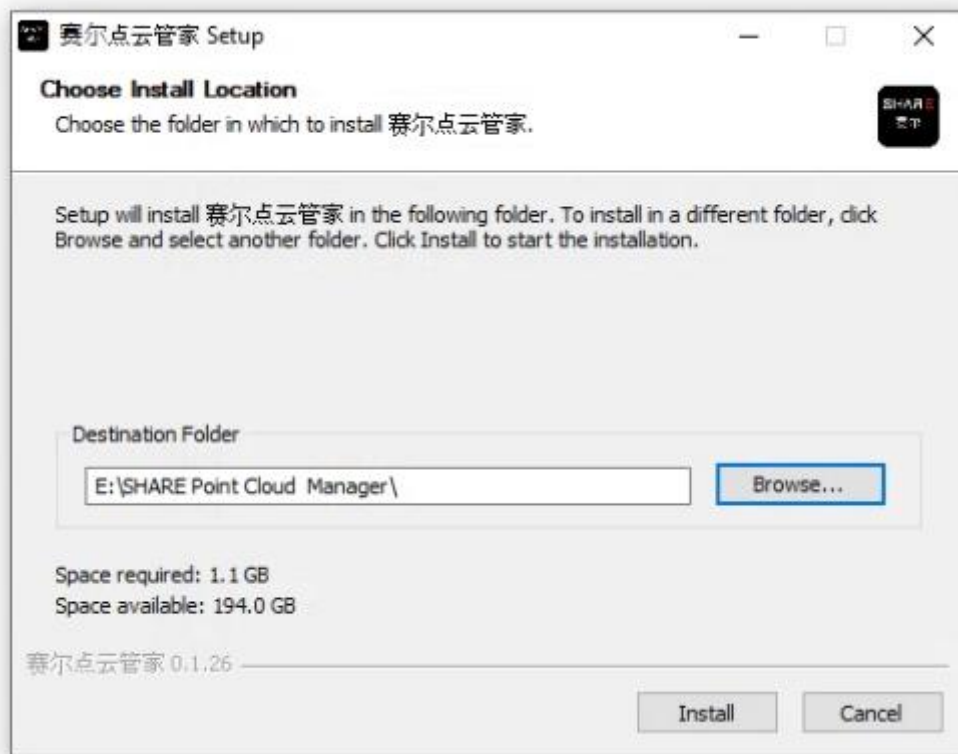 赛尔点云管家 Setup
Choose Install Location
Choose the folder in which to install 赛尔点云管家.
SHARE
赛尔
Setup will install 赛尔点云管家 in the following folder. To install in a different folder, click
Browse and select another folder. Click Install to start the installation.
Destination Folder
E:\SHARE Point Cloud  Manager\
Browse...
Space required: 1.1 GB
Space available: 194.0 GB
赛尔点云管家 0.1.26
Install
Cancel